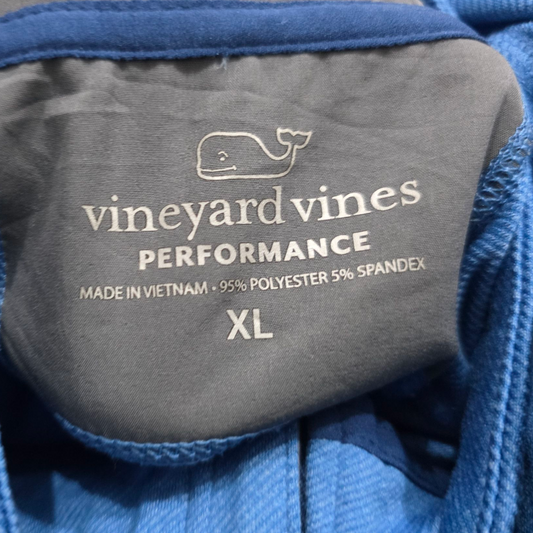 vineyard vines
PERFORMANCE
MADE IN VIETNAM • 95% POLYESTER 5% SPANDEX
XL